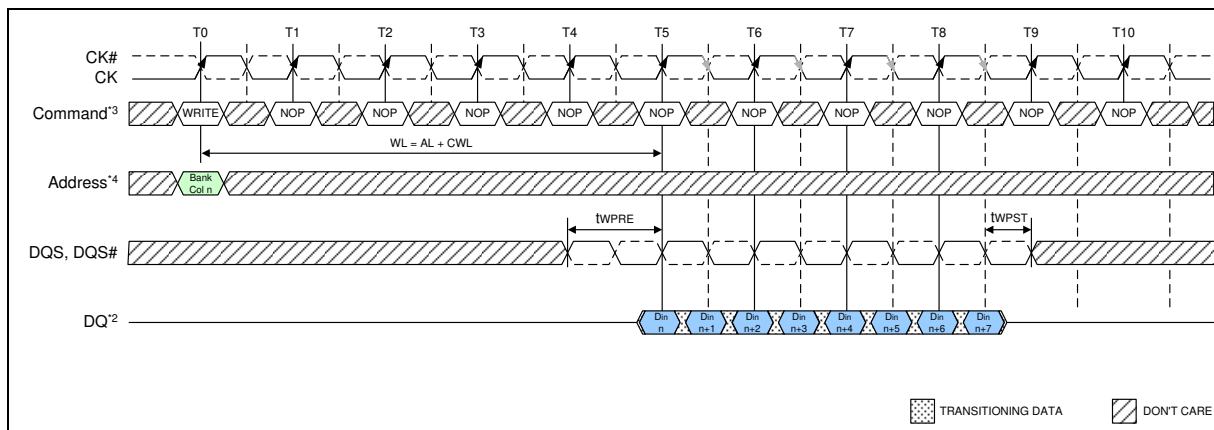 T0 T1 T2 T3 T4 T5 T6 T7 T8 T9 T10
CK#
CK
Command*3 WRITE NOP NOP NOP NOP NOP NOP NOP NOP NOP NOP
WL = AL + CWL
Address*4 Bank
Col n
tWPRE tWPST
DQS, DQS#
DQ*2 Din Din Din Din Din Din Din Din
n n+1 n+2 n+3 n+4 n+5 n+6 n+7
TRANSITIONING DATA DON'T CARE